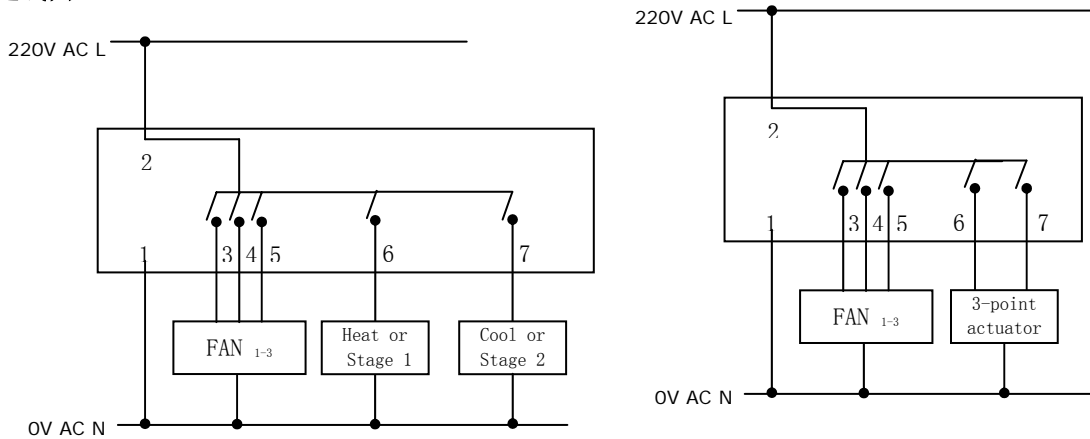 220V AC L
2
1
3
4
5
6
7
FAN 1-3
Heat or
Stage 1
Cool or
Stage 2
0V AC N
220V AC L
2
1
3
4
5
6
7
FAN 1-3
3-point
actuator
0V AC N